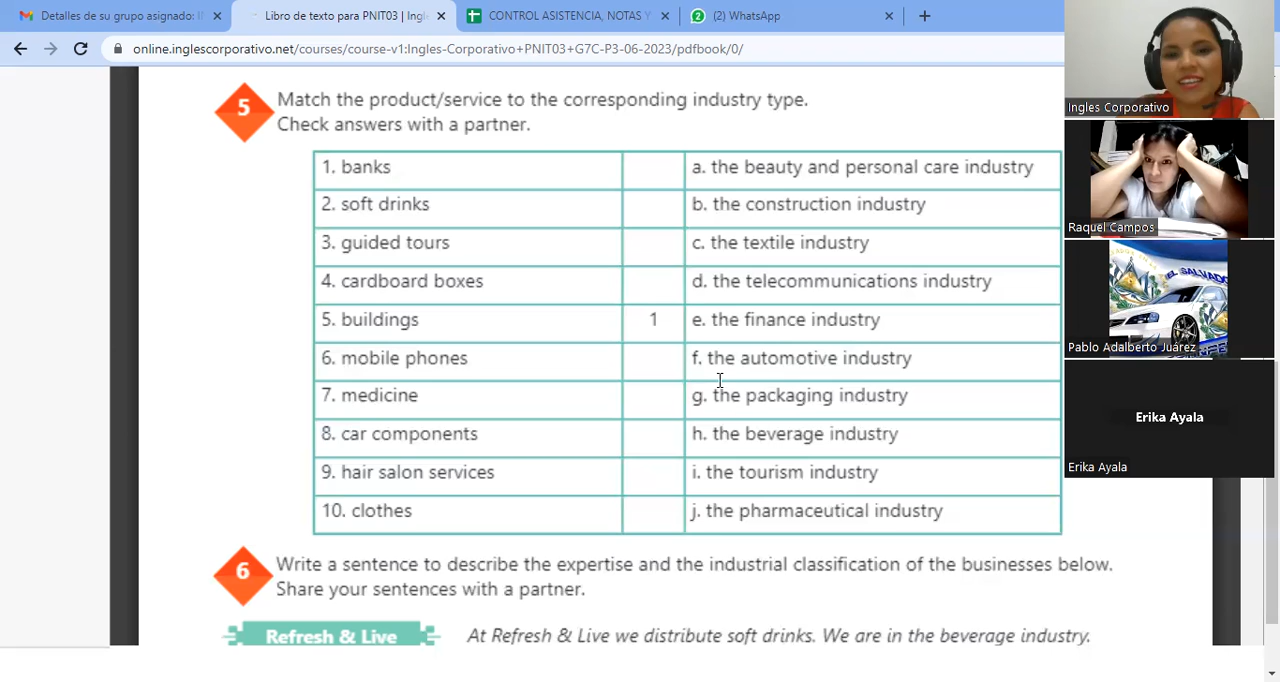 Detalles de su grupo asignado: I
Libro de texto para PNIT03 | Ingl
CONTROL ASISTENCIA, NOTAS Y
(2) WhatsApp
online.inglescorporativo.net/courses/course-v1:Ingles-Corporativo+PNIT03+G7C-P3-06-2023/pdfbook/0/
5
Match the product/service to the corresponding industry type.
Check answers with a partner.
1. banks a. the beauty and personal care industry
2. soft drinks b. the construction industry
3. guided tours c. the textile industry
4. cardboard boxes d. the telecommunications industry
5. buildings 1 e. the finance industry
6. mobile phones f. the automotive industry
7. medicine g. the packaging industry
8. car components h. the beverage industry
9. hair salon services i. the tourism industry
10. clothes j. the pharmaceutical industry
6
Write a sentence to describe the expertise and the industrial classification of the businesses below.
Share your sentences with a partner.
Refresh & Live
At Refresh & Live we distribute soft drinks. We are in the beverage industry.
Ingles Corporativo
Raquel Campos
EL SALVADO
Pablo Adalberto Juárez
Erika Ayala
Erika Ayala